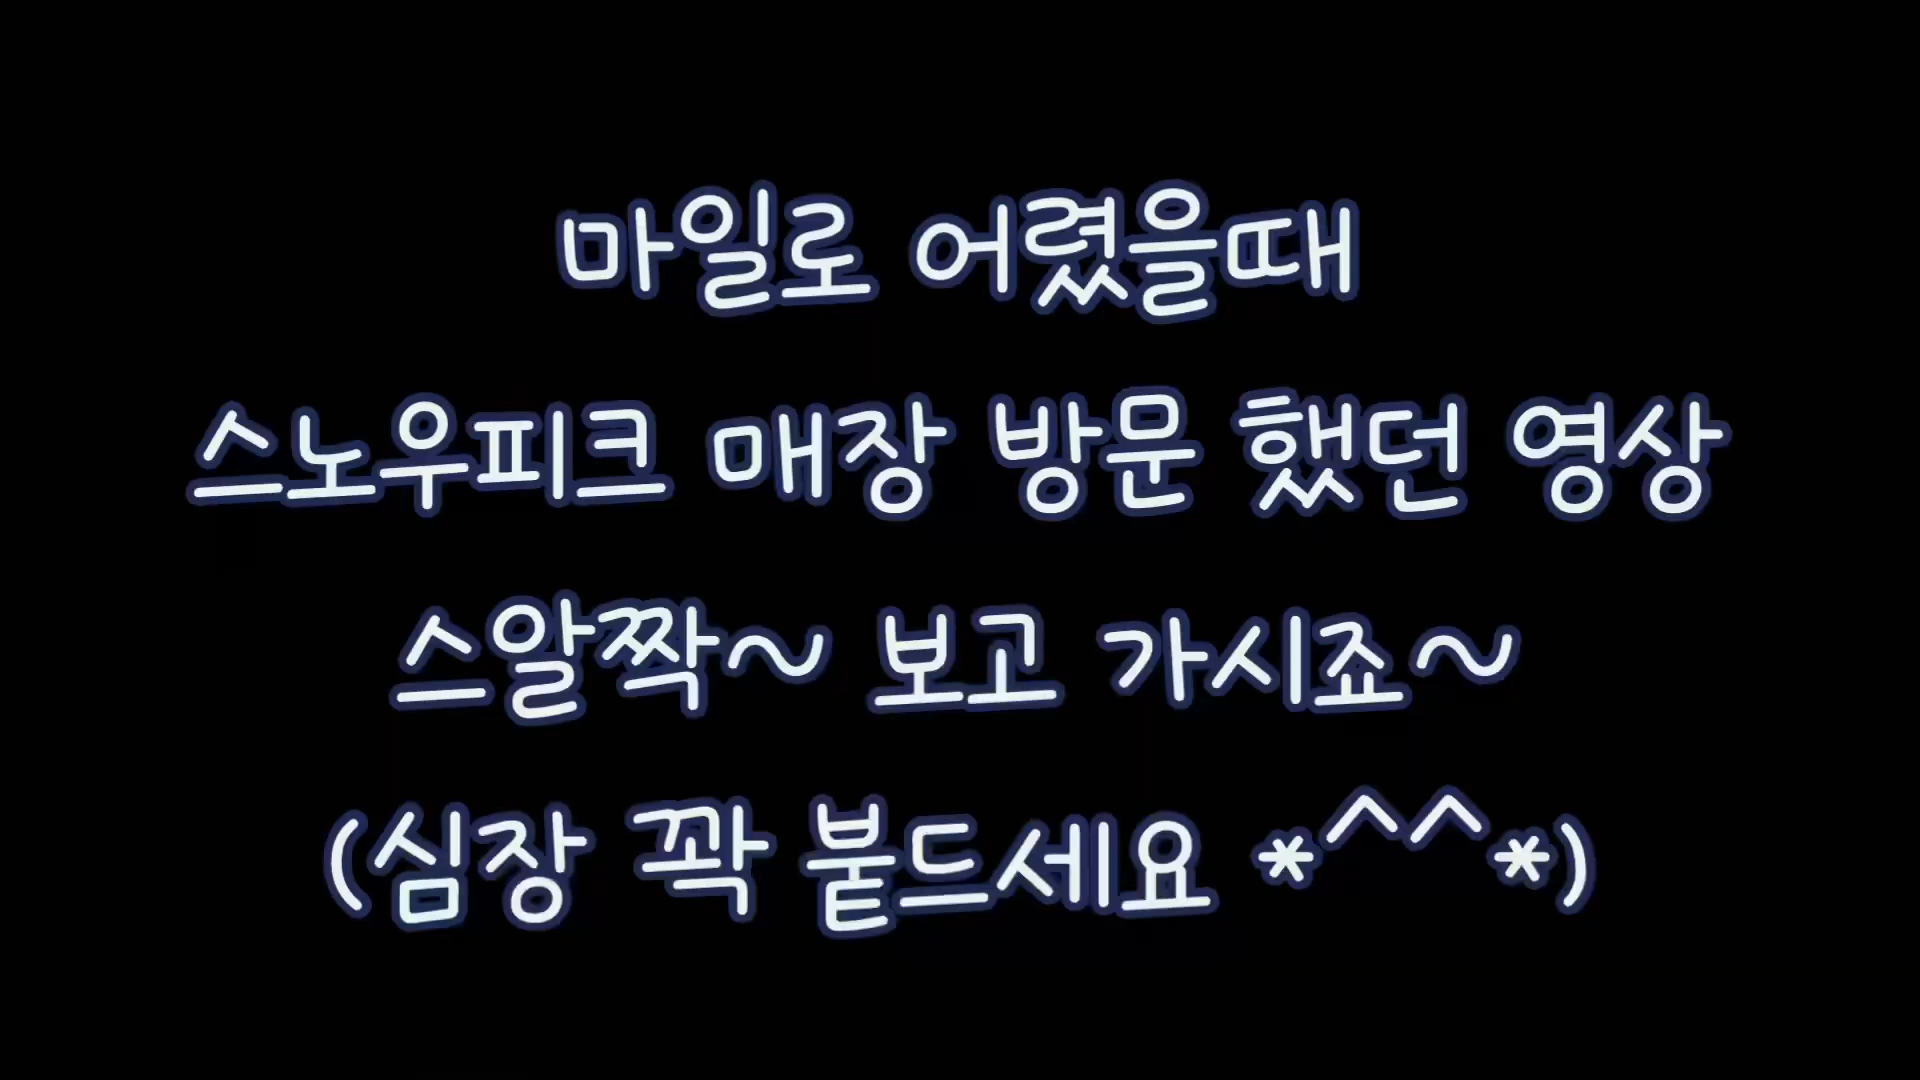 마일로 어렸을때
스노우피크 매장 방문 했던 영상
스알짝~ 보고 가시죠~
(심장 꽉 붙드세요 *^^*)